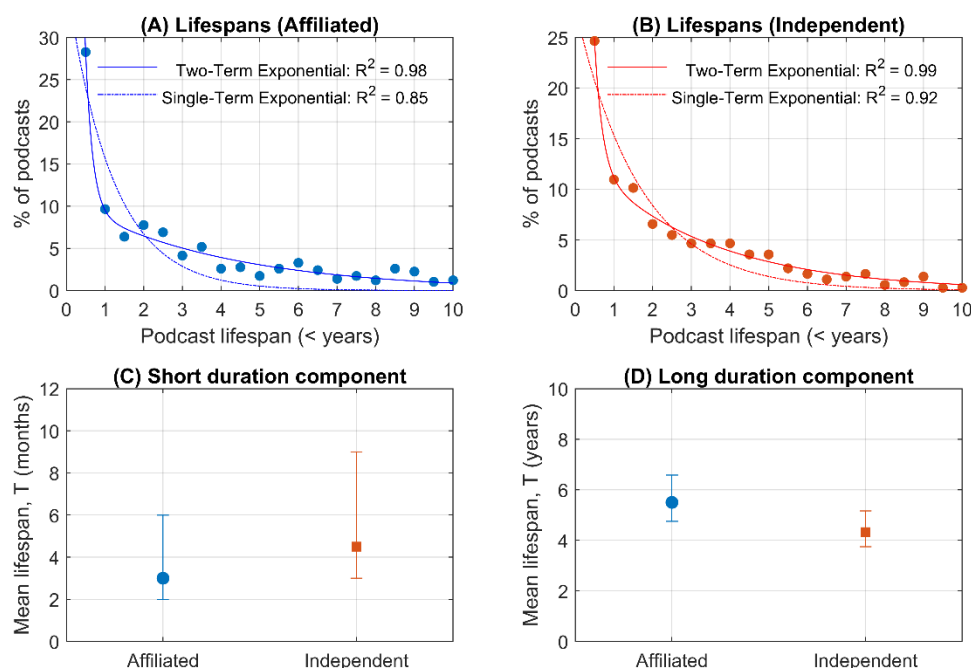 (A) Lifespans (Affiliated)
30
25
20
15
10
5
0
% of podcasts
Two-Term Exponential: R² = 0.98
Single-Term Exponential: R² = 0.85
0 1 2 3 4 5 6 7 8 9 10
Podcast lifespan (< years)
(B) Lifespans (Independent)
25
20
15
10
5
0
% of podcasts
Two-Term Exponential: R² = 0.99
Single-Term Exponential: R² = 0.92
0 1 2 3 4 5 6 7 8 9 10
Podcast lifespan (< years)
(C) Short duration component
12
10
8
6
4
2
0
Mean lifespan, T (months)
Affiliated Independent
(D) Long duration component
10
8
6
4
2
0
Mean lifespan, T (years)
Affiliated Independent